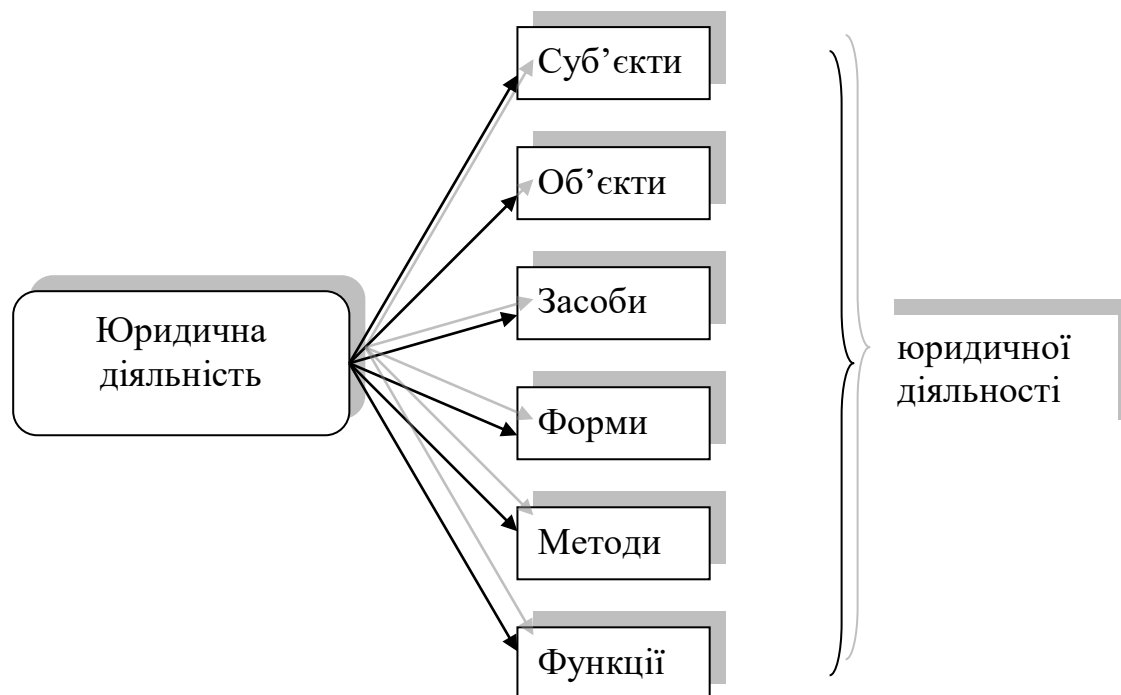 Суб’єкти
Об’єкти
Засоби
Юридична
діяльність
юридичної
діяльності
Форми
Методи
Функції